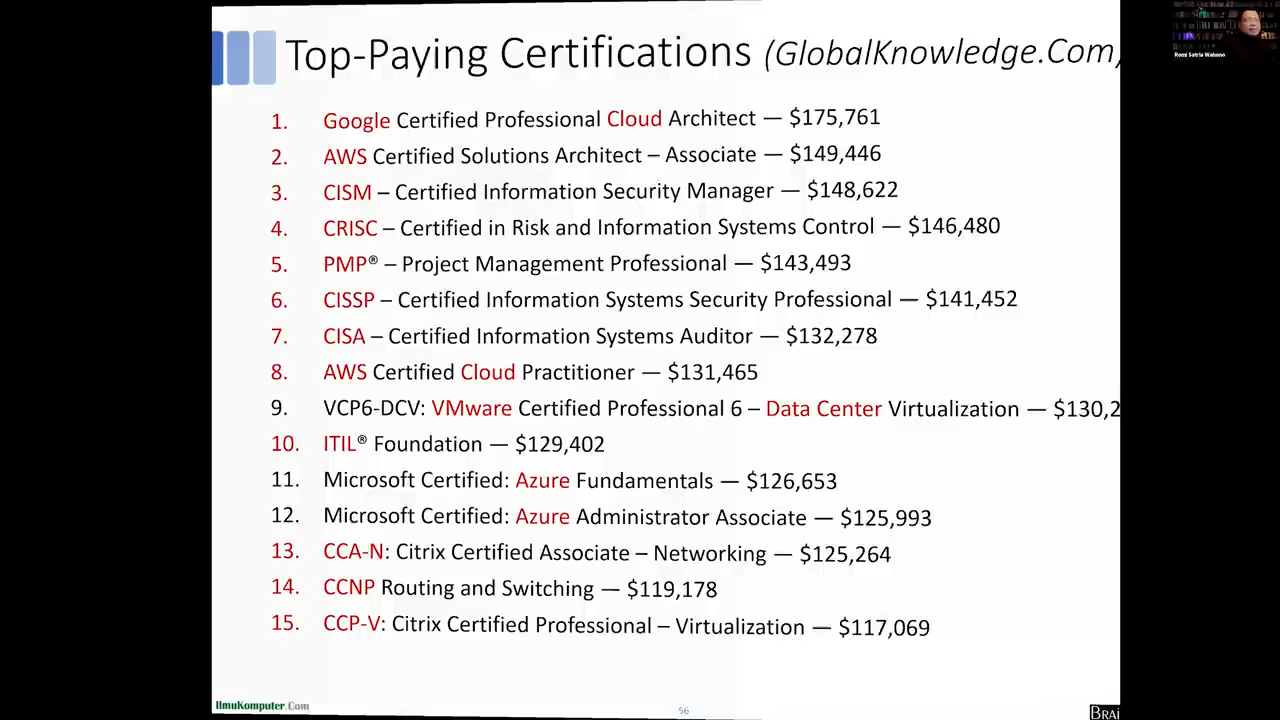 Top-Paying Certifications (GlobalKnowledge.Com)
1. Google Certified Professional Cloud Architect — $175,761
2. AWS Certified Solutions Architect – Associate — $149,446
3. CISM – Certified Information Security Manager — $148,622
4. CRISC – Certified in Risk and Information Systems Control — $146,480
5. PMP® – Project Management Professional — $143,493
6. CISSP – Certified Information Systems Security Professional — $141,452
7. CISA – Certified Information Systems Auditor — $132,278
8. AWS Certified Cloud Practitioner — $131,465
9. VCP6-DCV: VMware Certified Professional 6 – Data Center Virtualization — $130,2
10. ITIL® Foundation — $129,402
11. Microsoft Certified: Azure Fundamentals — $126,653
12. Microsoft Certified: Azure Administrator Associate — $125,993
13. CCA-N: Citrix Certified Associate – Networking — $125,264
14. CCNP Routing and Switching — $119,178
15. CCP-V: Citrix Certified Professional – Virtualization — $117,069
IlmuKomputer.Com
56
BRAI
Romi Satria Wahono